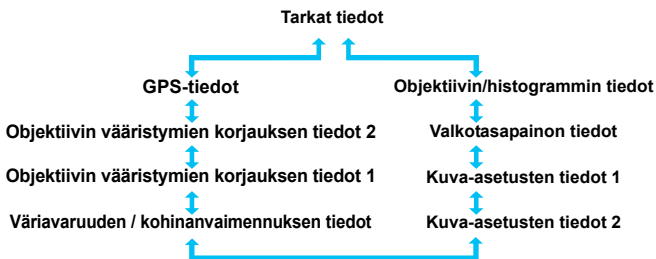 Tarkat tiedot
GPS-tiedot
Objektiivin/histogrammin tiedot
Objektiivin vääristymien korjauksen tiedot 2
Valkotasapainon tiedot
Objektiivin vääristymien korjauksen tiedot 1
Kuva-asetusten tiedot 1
Väriavaruuden / kohinanvaimennuksen tiedot
Kuva-asetusten tiedot 2